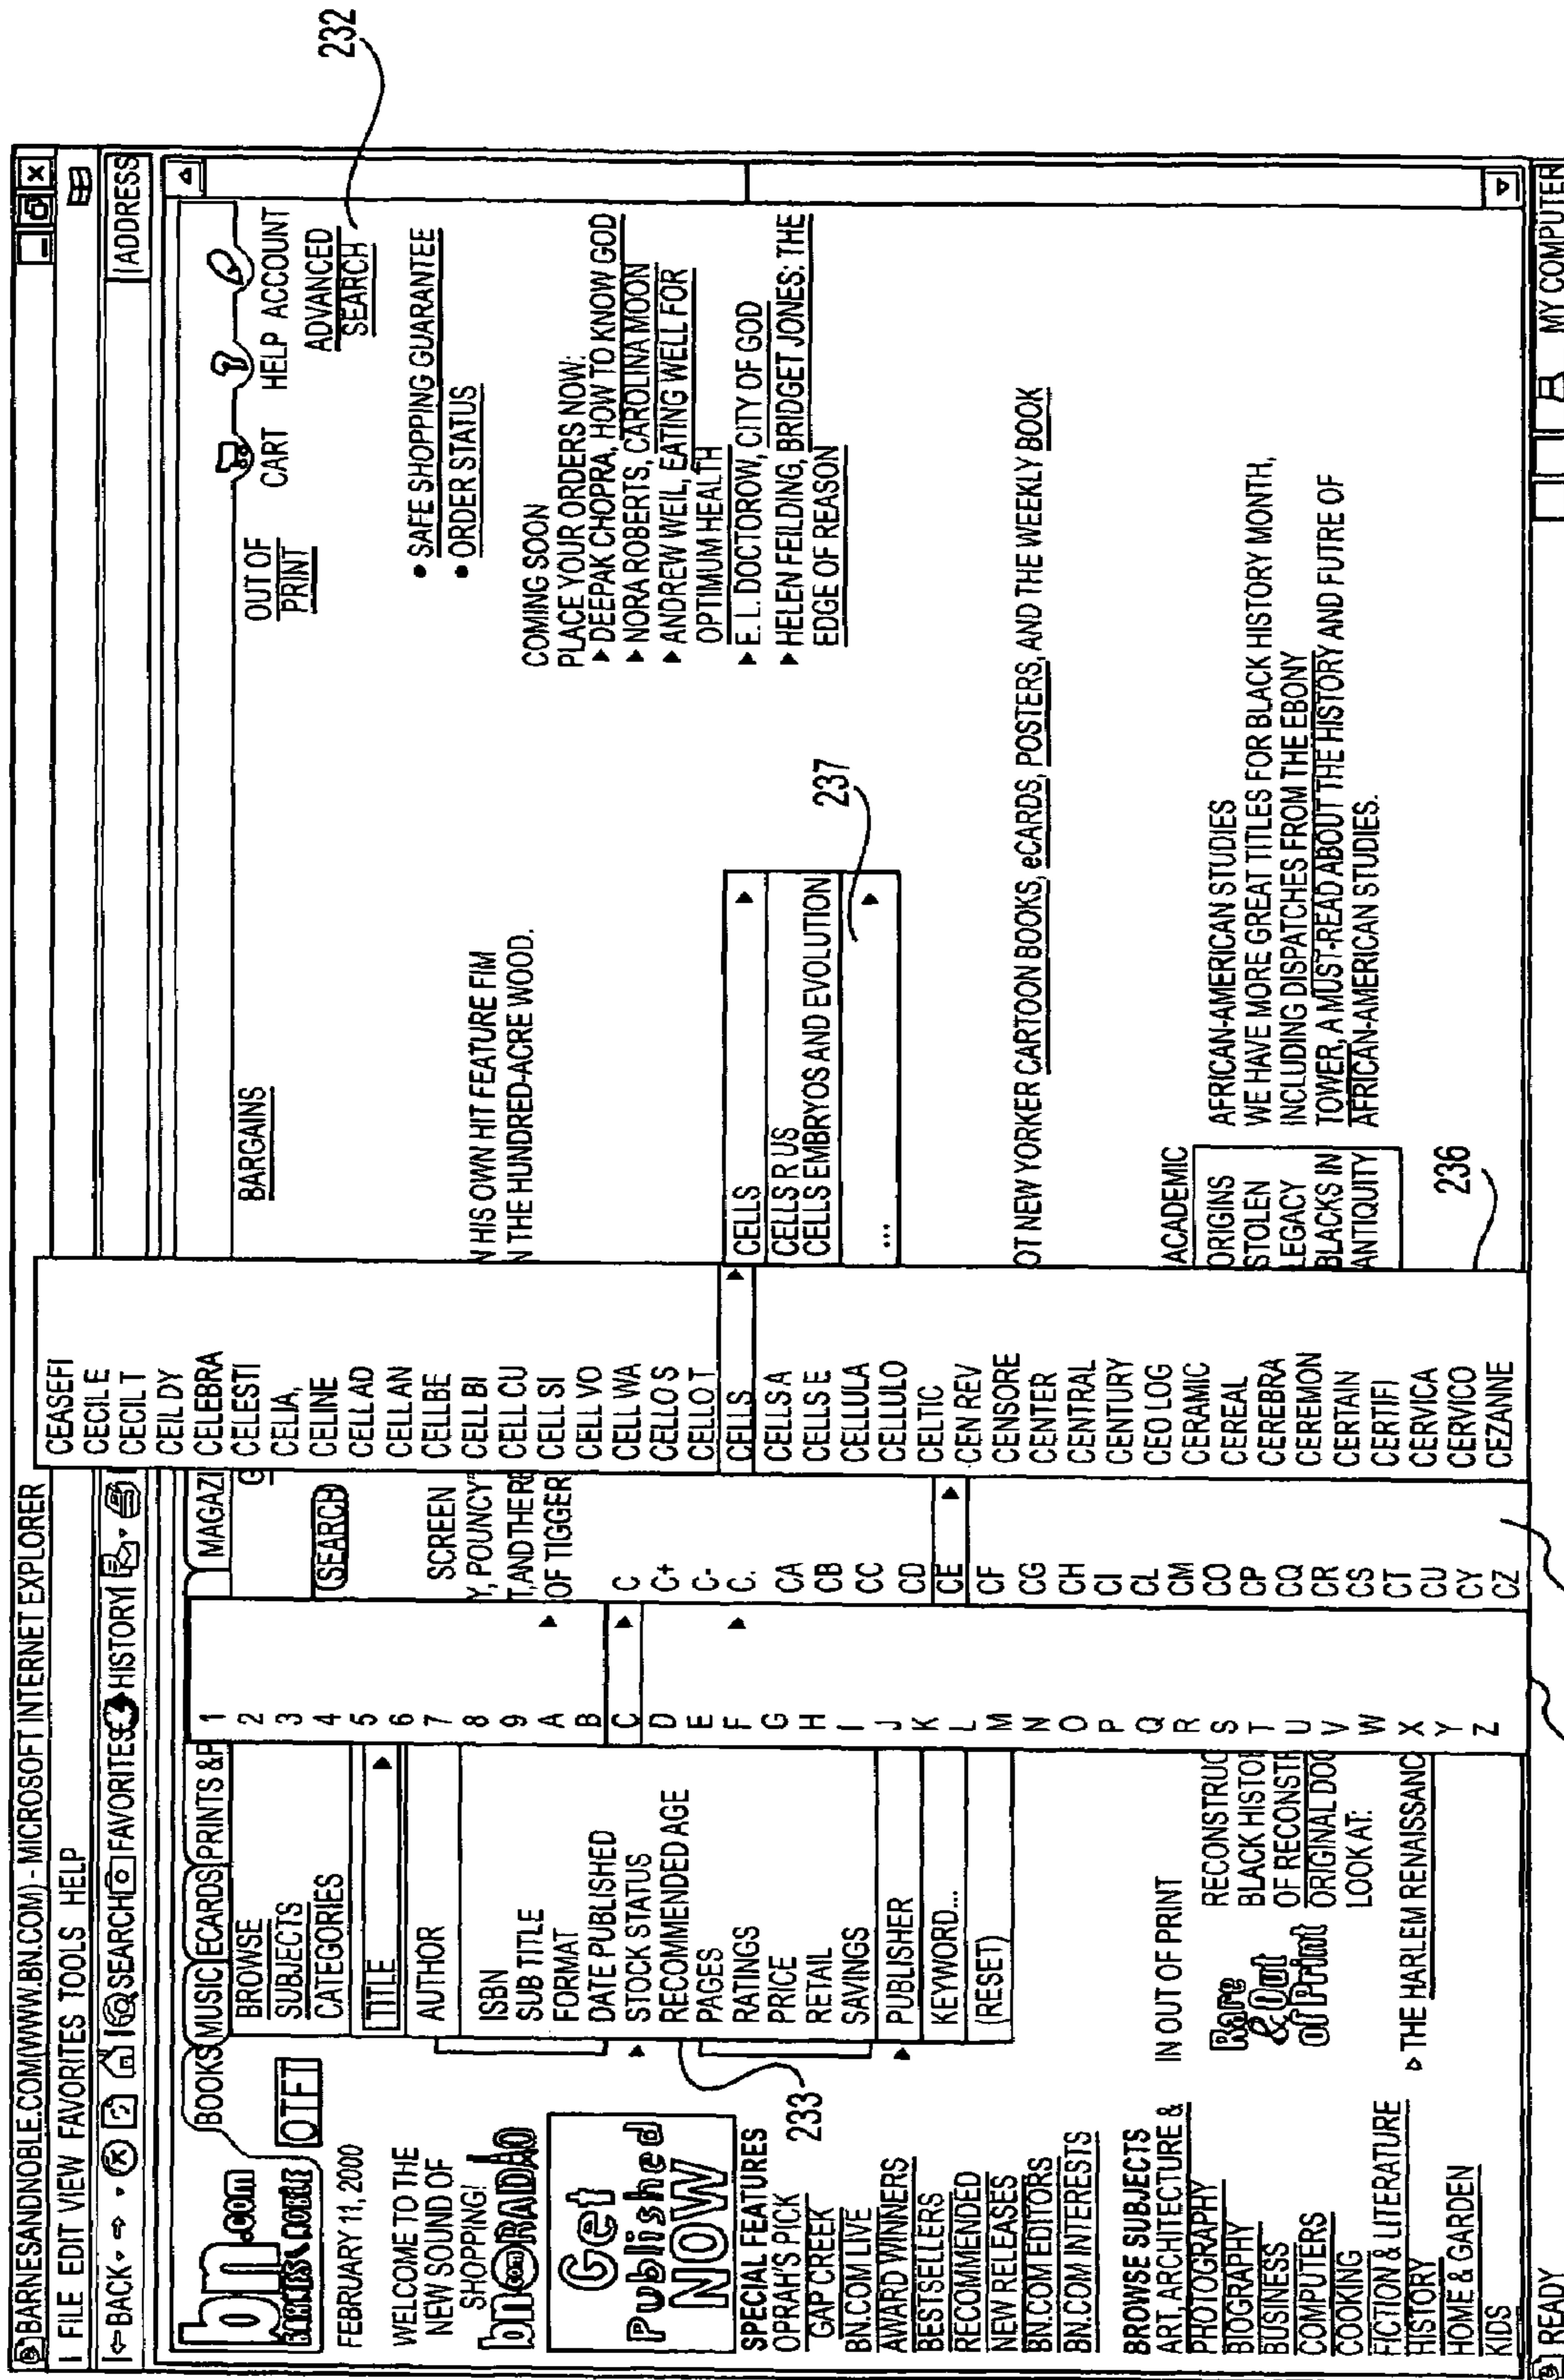 BARNESANDNOBLE.COM/WWW.BN.COM) - MICROSOFT INTERNET EXPLORER
FILE EDIT VIEW FAVORITES TOOLS HELP
BACK SEARCH FAVORITES HISTORY
|ADDRESS
bn.com
OTFT
BOOKS MUSIC ECARDS PRINTS & P
MAGAZI
CART HELP ACCOUNT
BROWSE
SUBJECTS
CATEGORIES
TITLE
AUTHOR
ISBN
SUB TITLE
FORMAT
DATE PUBLISHED
STOCK STATUS
RECOMMENDED AGE
PAGES
RATINGS
PRICE
RETAIL
SAVINGS
PUBLISHER
KEYWORD...
(RESET)
233
FEBRUARY 11, 2000
WELCOME TO THE
NEW SOUND OF
SHOPPING!
Get
Published
NOW
SPECIAL FEATURES
OPRAH'S PICK
GAP CREEK
BN.COM LIVE
AWARD WINNERS
BESTSELLERS
RECOMMENDED
NEW RELEASES
BN.COM EDITORS
BN.COM INTERESTS
BROWSE SUBJECTS
ART, ARCHITECTURE &
PHOTOGRAPHY
BIOGRAPHY
BUSINESS
COMPUTERS
COOKING
FICTION & LITERATURE
HISTORY
HOME & GARDEN
KIDS
IN OUT OF PRINT
Rare
& Out
of Print
RECONSTRUC
BLACK HISTOR
OF RECONSTR
ORIGINAL DOC
LOOK AT.
THE HARLEM RENAISSANC
1
2
3
4
5
6
7
8
9
A
B
C
D
E
F
G
H
I
J
K
L
M
N
O
P
Q
R
S
T
U
V
W
X
Y
Z
SEARCH
SCREEN
Y, POUNCY"
T, AND THERE
OF TIGGER
C
C+
C-
C.
CA
CB
CC
CD
CE
CF
CG
CH
CI
CL
CM
CO
CP
CQ
CR
CS
CT
CU
CY
CZ
CEASEFI
CECIL E
CECIL T
CEIL DY
CELEBRA
CELESTI
CELIA,
CELINE
CELL AD
CELL AN
CELLBE
CELL BI
CELL CU
CELL SI
CELL VO
CELL WA
CELLO S
CELLO T
CELLS
CELLS A
CELLS E
CELLULA
CELLULO
CELTIC
CEN REV
CENSORE
CENTER
CENTRAL
CENTURY
CEO LOG
CERAMIC
CEREAL
CEREBRA
CEREMON
CERTAIN
CERTIFI
CERVICA
CERVICO
CEZANNE
236
BARGAINS
OUT OF
PRINT
ADVANCED
SEARCH
232
N HIS OWN HIT FEATURE FIM
N THE HUNDRED-ACRE WOOD.
CELLS
CELLS R US
CELLS EMBRYOS AND EVOLUTION
...
237
• SAFE SHOPPING GUARANTEE
• ORDER STATUS
COMING SOON
PLACE YOUR ORDERS NOW:
DEEPAK CHOPRA, HOW TO KNOW GOD
NORA ROBERTS, CAROLINA MOON
ANDREW WEIL, EATING WELL FOR
OPTIMUM HEALTH
E. L. DOCTOROW, CITY OF GOD
HELEN FEILDING, BRIDGET JONES: THE
EDGE OF REASON
OT NEW YORKER CARTOON BOOKS, eCARDS, POSTERS, AND THE WEEKLY BOOK
ACADEMIC
ORIGINS
STOLEN
LEGACY
BLACKS IN
ANTIQUITY
AFRICAN-AMERICAN STUDIES
WE HAVE MORE GREAT TITLES FOR BLACK HISTORY MONTH,
INCLUDING DISPATCHES FROM THE EBONY
TOWER, A MUST-READ ABOUT THE HISTORY AND FUTRE OF
AFRICAN-AMERICAN STUDIES.
READY
MY COMPUTER